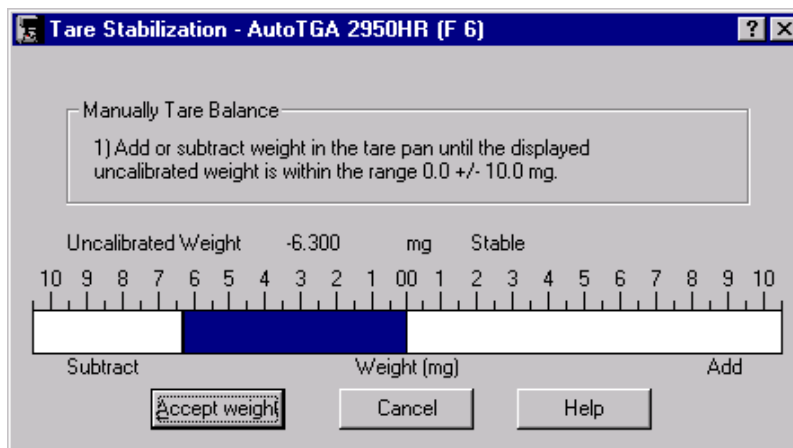 Tare Stabilization - AutoTGA 2950HR (F 6)
Manually Tare Balance
1) Add or subtract weight in the tare pan until the displayed
uncalibrated weight is within the range 0.0 +/- 10.0 mg.
Uncalibrated Weight -6.300 mg Stable
10 9 8 7 6 5 4 3 2 1 00 1 2 3 4 5 6 7 8 9 10
Subtract Weight (mg) Add
Accept weight Cancel Help